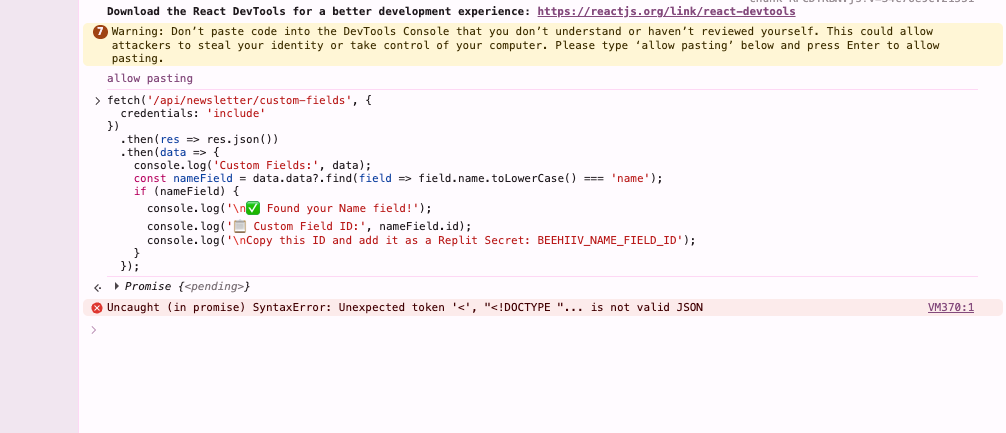 Download the React DevTools for a better development experience: https://reactjs.org/link/react-devtools
7 Warning: Don’t paste code into the DevTools Console that you don’t understand or haven’t reviewed yourself. This could allow
attackers to steal your identity or take control of your computer. Please type ‘allow pasting’ below and press Enter to allow
pasting.
allow pasting
> fetch('/api/newsletter/custom-fields', {
credentials: 'include'
})
.then(res => res.json())
.then(data => {
console.log('Custom Fields:', data);
const nameField = data.data?.find(field => field.name.toLowerCase() === 'name');
if (nameField) {
console.log('\n✅ Found your Name field!');
console.log('📋 Custom Field ID:', nameField.id);
console.log('\nCopy this ID and add it as a Replit Secret: BEEHIIV_NAME_FIELD_ID');
}
});
Promise {<pending>}
Uncaught (in promise) SyntaxError: Unexpected token '<', "<!DOCTYPE "... is not valid JSON VM370:1
>